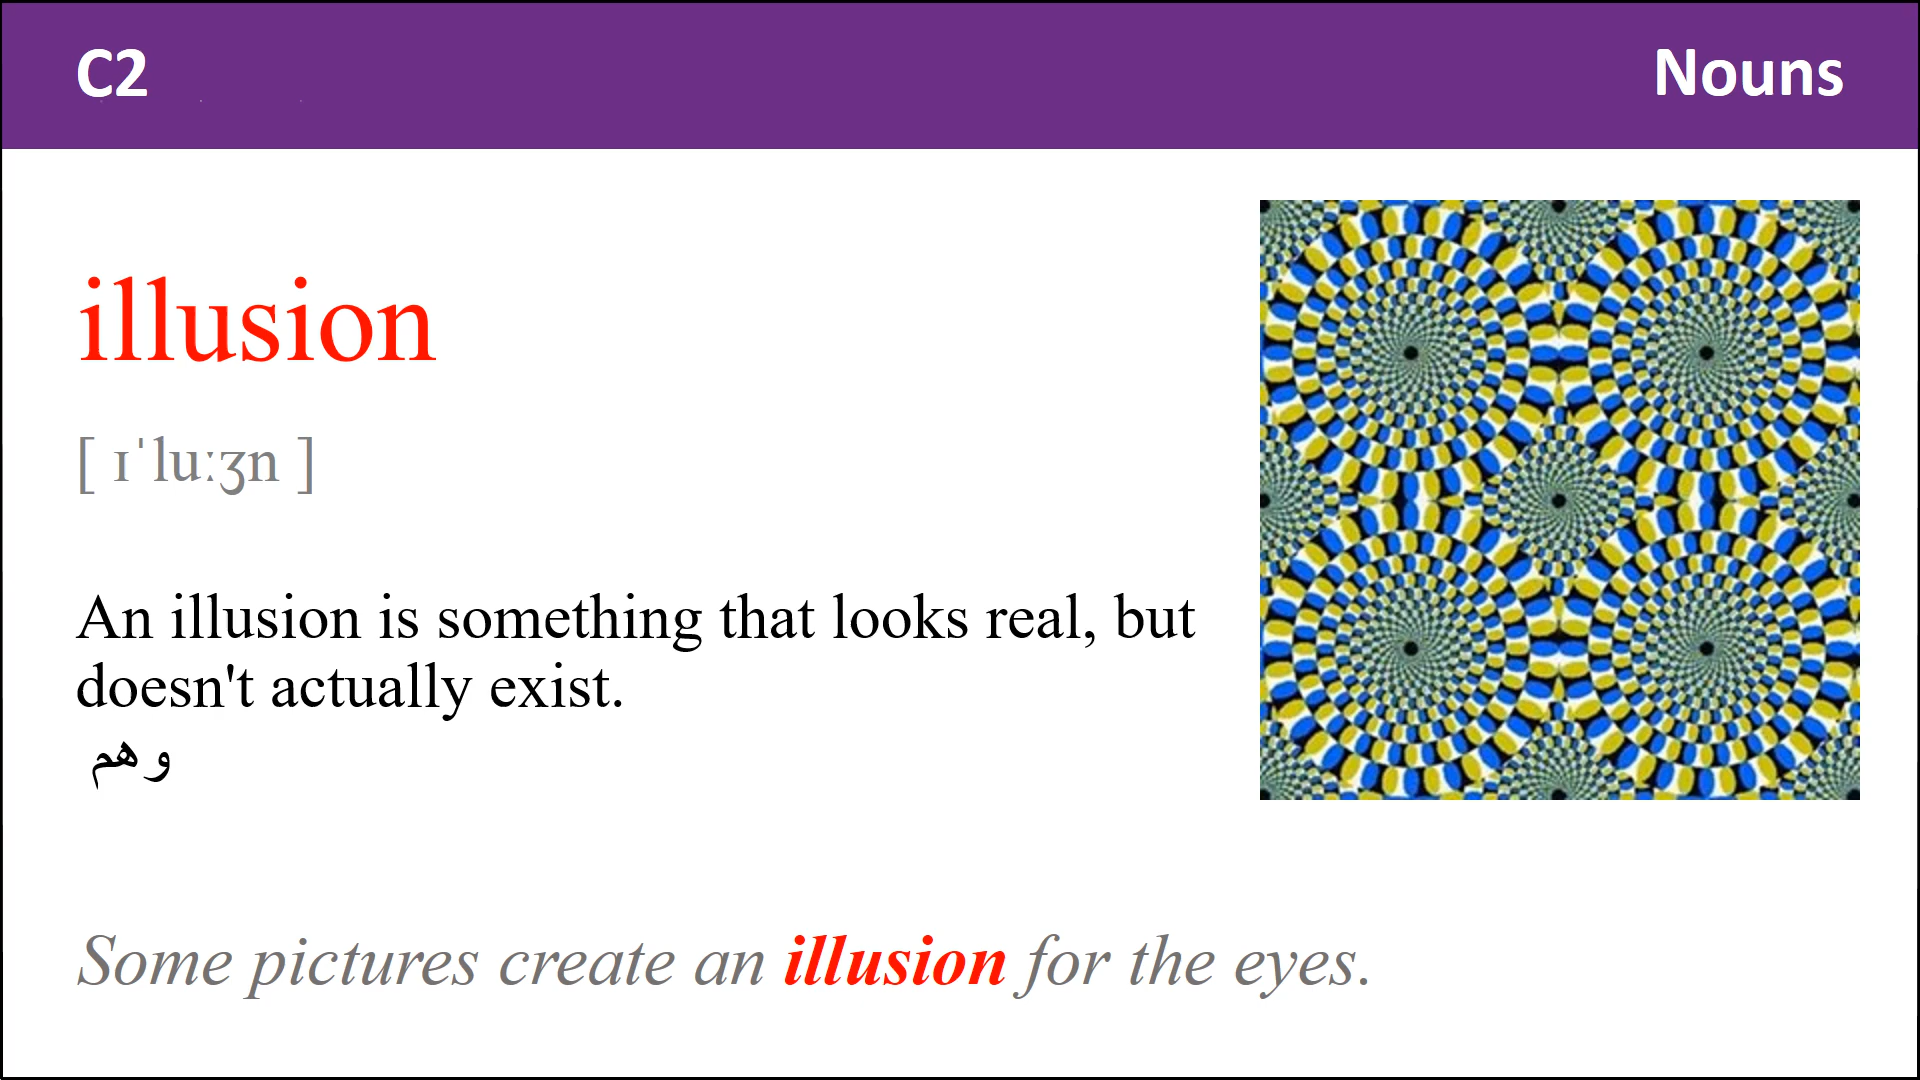 C2
Nouns
illusion
[ ɪˈluːʒn ]
An illusion is something that looks real, but
doesn't actually exist.
وهم
Some pictures create an illusion for the eyes.